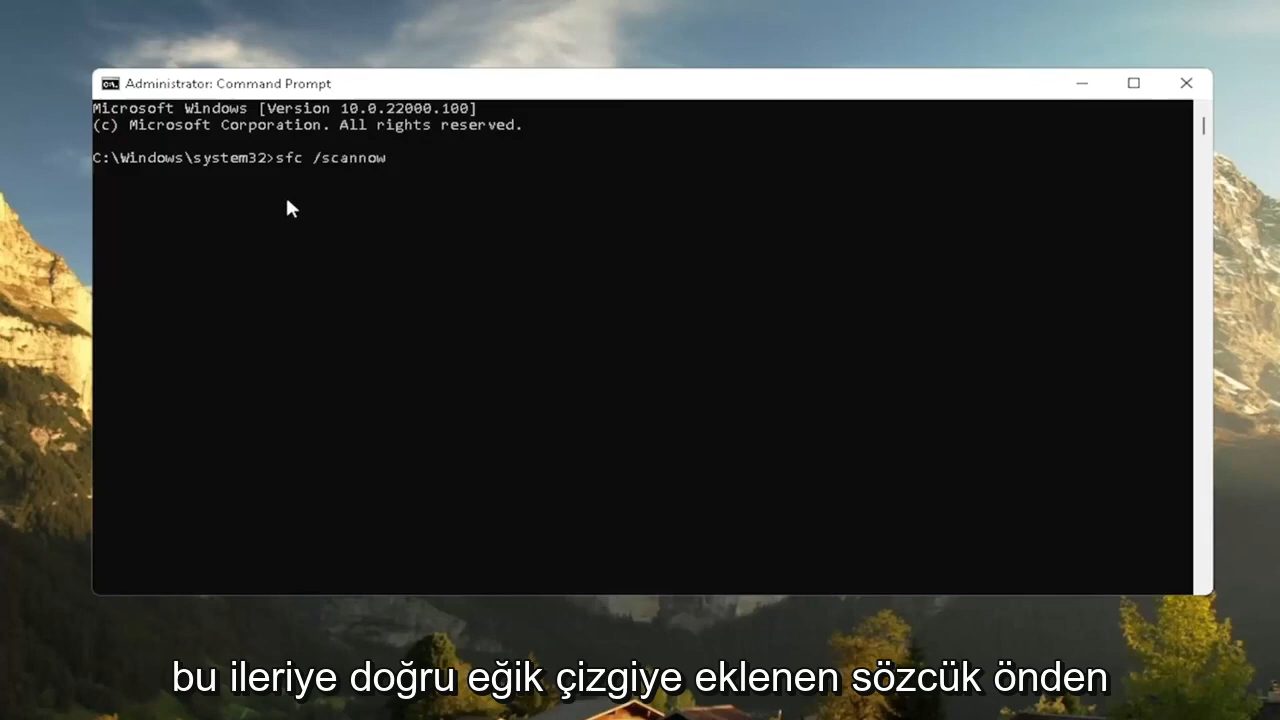 Administrator: Command Prompt
Microsoft Windows [Version 10.0.22000.100]
(c) Microsoft Corporation. All rights reserved.
C:\Windows\system32>sfc /scannow
bu ileriye doğru eğik çizgiye eklenen sözcük önden